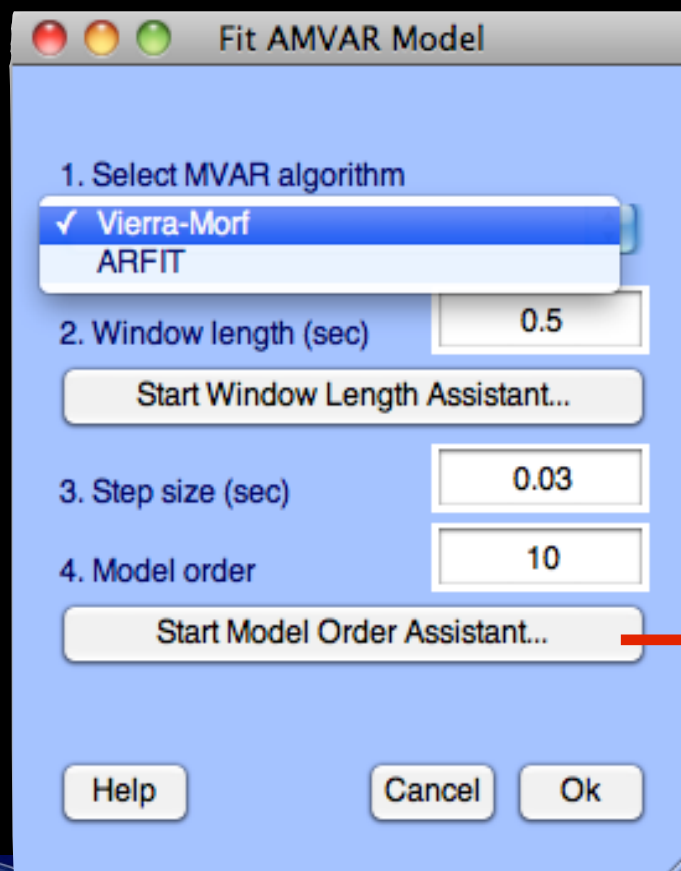 Fit AMVAR Model
1. Select MVAR algorithm
✓ Vierra-Morf
ARFIT
2. Window length (sec) 0.5
Start Window Length Assistant...
3. Step size (sec) 0.03
4. Model order 10
Start Model Order Assistant...
Help Cancel Ok